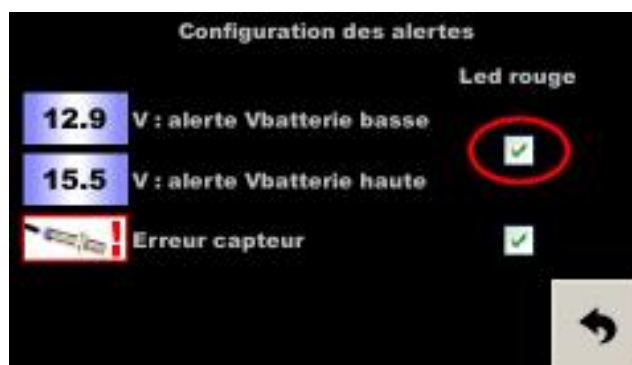 Configuration des alertes
Led rouge
12.9 V : alerte Vbatterie basse
15.5 V : alerte Vbatterie haute
Erreur capteur